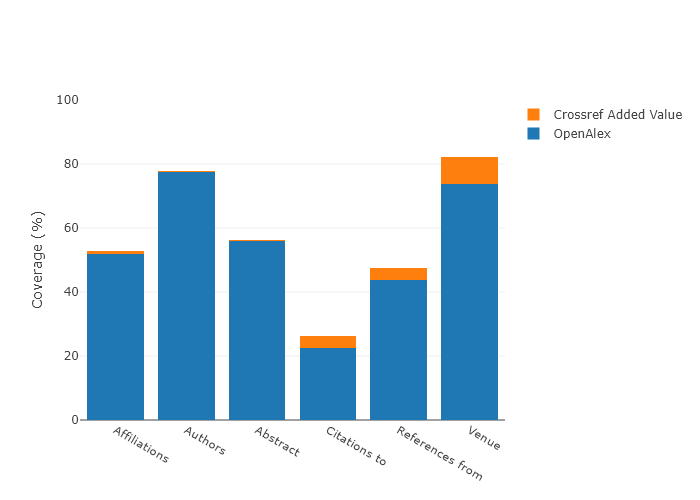 100
80
60
40
20
0
Coverage (%)
Affiliations
Authors
Abstract
Citations to
References from
Venue
Crossref Added Value
OpenAlex